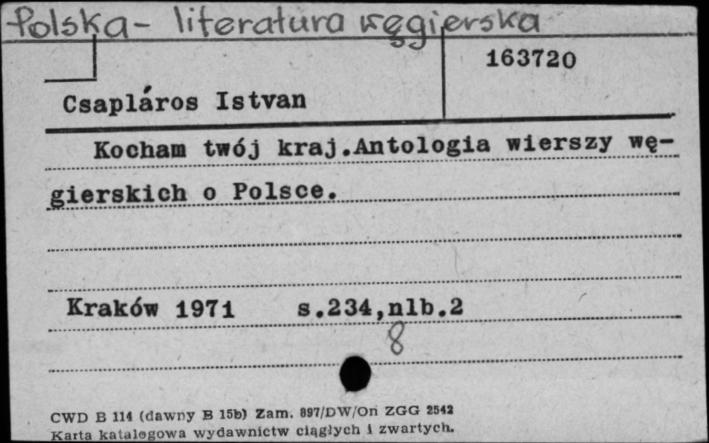 Polska - literatura węgierska
163720
Csapláros Istvan
Kocham twój kraj.Antologia wierszy wę-
gierskich o Polsce.
Kraków 1971 s.234,nlb.2
8
CWD B 114 (dawny B 15b) Zam. 897/DW/On ZGG 2542
Karta katalogowa wydawnictw ciągłych i zwartych.